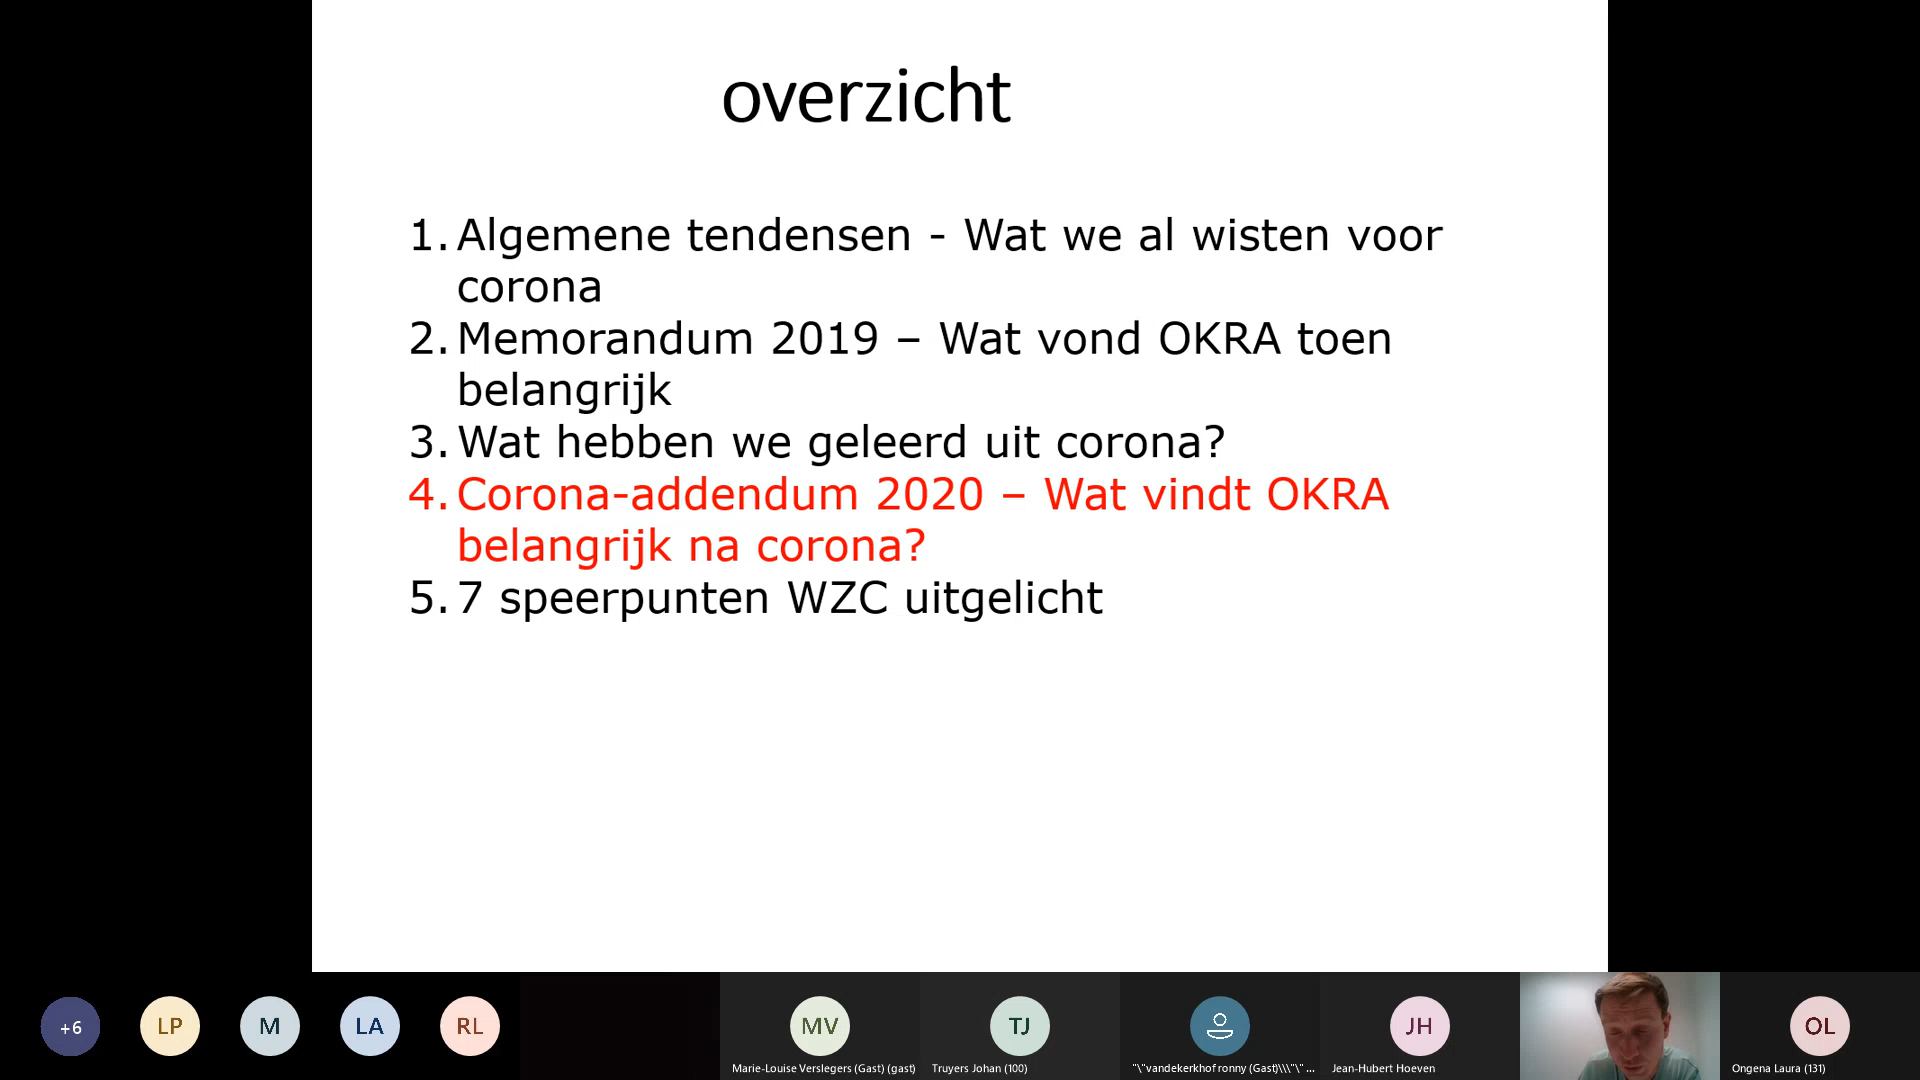 overzicht
1. Algemene tendensen - Wat we al wisten voor
corona
2. Memorandum 2019 – Wat vond OKRA toen
belangrijk
3. Wat hebben we geleerd uit corona?
4. Corona-addendum 2020 – Wat vindt OKRA
belangrijk na corona?
5. 7 speerpunten WZC uitgelicht
+6 LP M LA RL MV TJ JH OL
Marie-Louise Verslegers (Gast) (gast) Truyers Johan (100) "\"vandekerkhof ronny (Gast)\\\"\" ... Jean-Hubert Hoeven Ongena Laura (131)